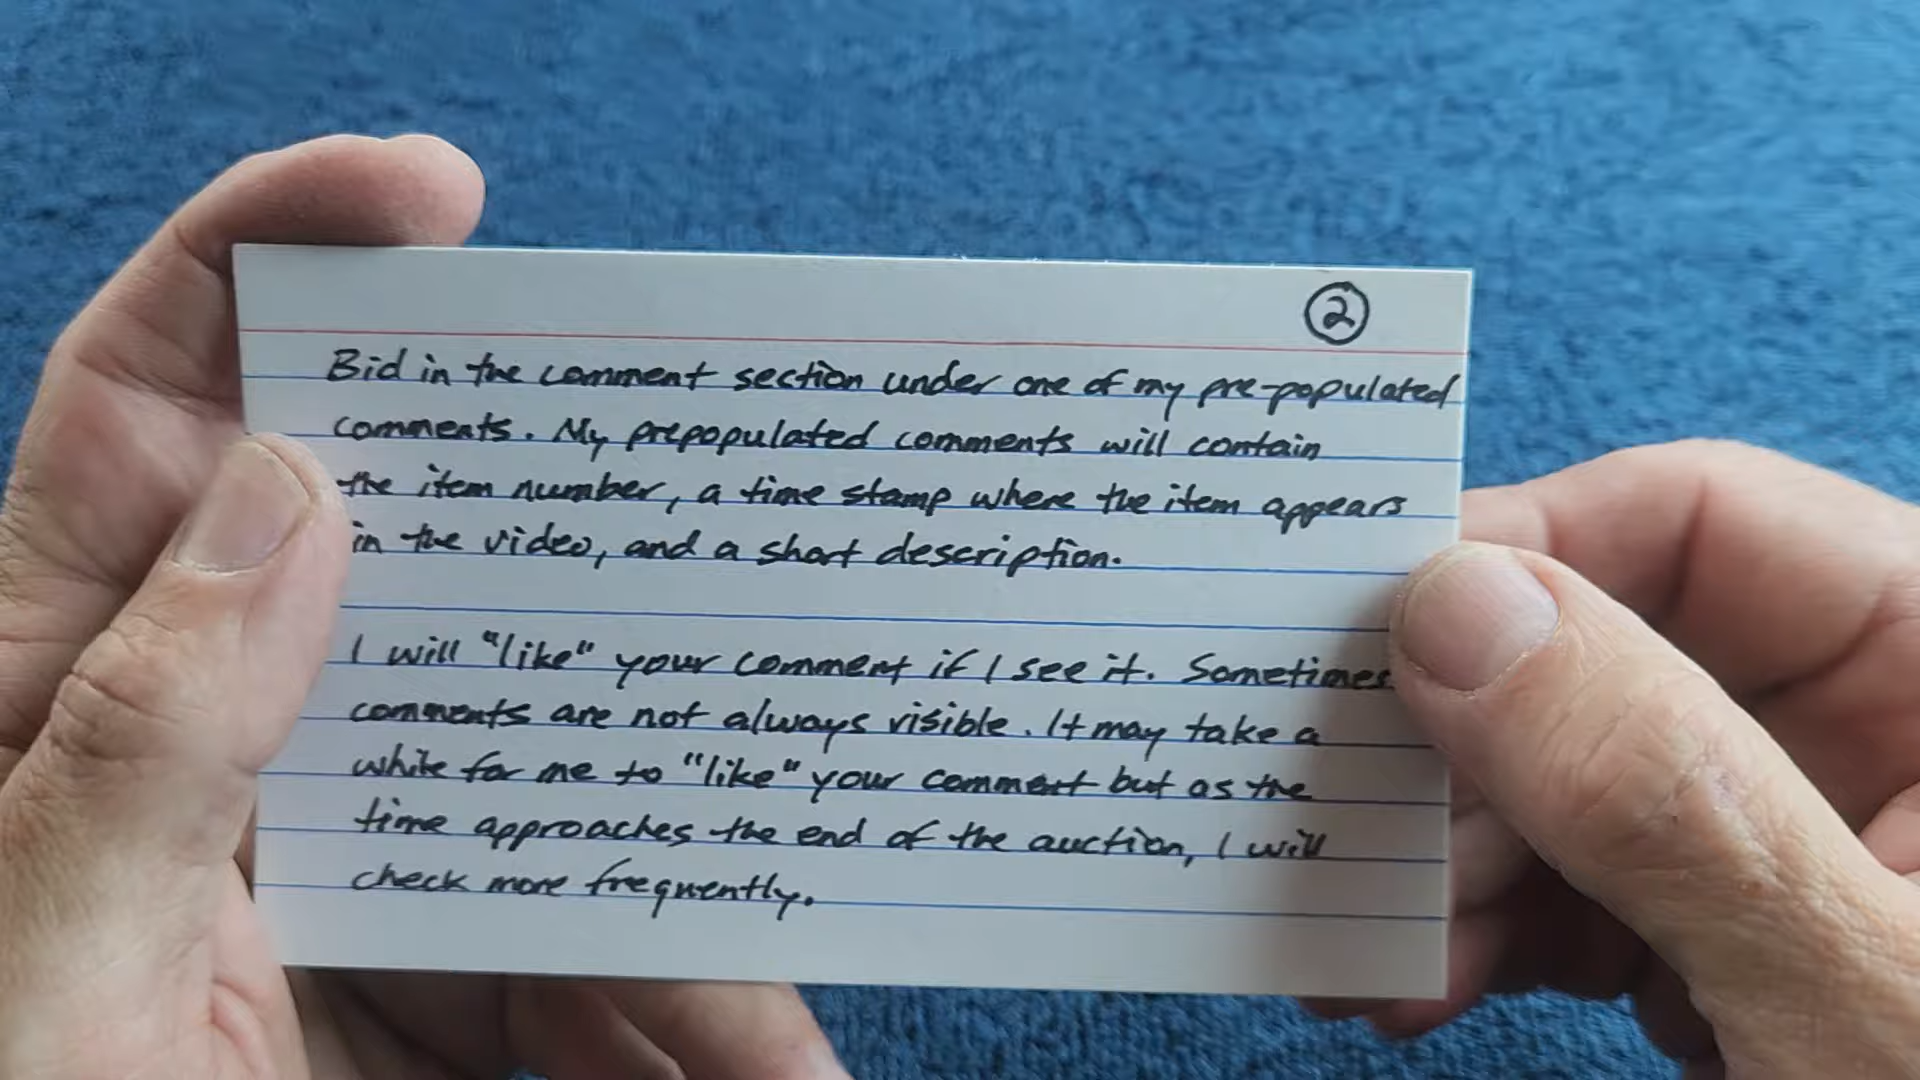 2
Bid in the comment section under one of my pre-populated
comments. My prepopulated comments will contain
the item number, a time stamp where the item appears
in the video, and a short description.
I will "like" your comment if I see it. Sometimes
comments are not always visible. It may take a
while for me to "like" your comment but as the
time approaches the end of the auction, I will
check more frequently.